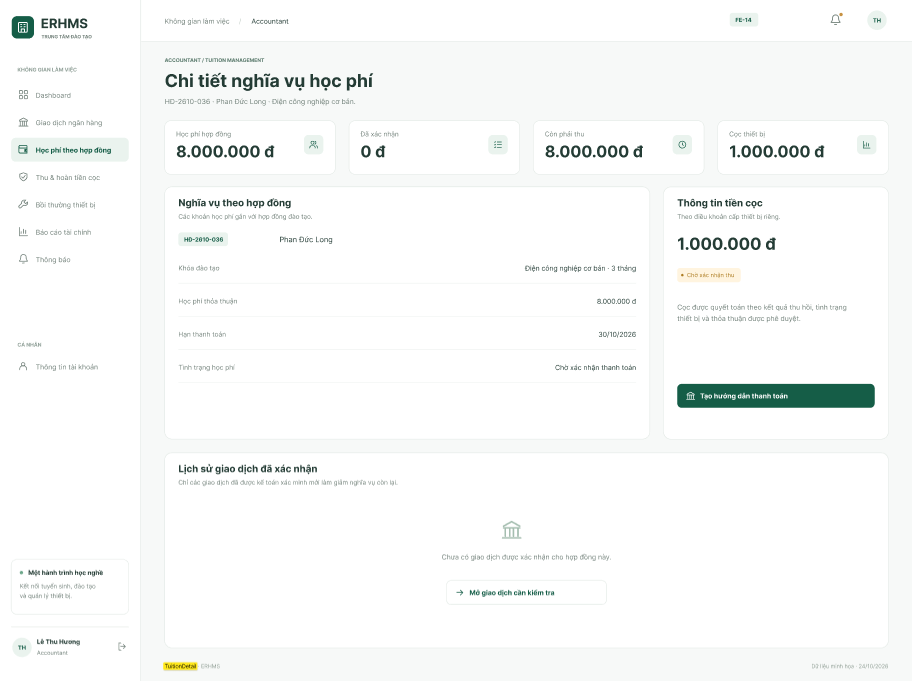 ERHMS
TRUNG TÂM ĐÀO TẠO
KHÔNG GIAN LÀM VIỆC
Dashboard
Giao dịch ngân hàng
Học phí theo hợp đồng
Thu & hoàn tiền cọc
Bồi thường thiết bị
Báo cáo tài chính
Thông báo
CÁ NHÂN
Thông tin tài khoản
Một hành trình học nghề
Kết nối tuyển sinh, đào tạo
và quản lý thiết bị.
TH
Lê Thu Hương
Accountant
Không gian làm việc / Accountant
FE-14
TH
ACCOUNTANT / TUITION MANAGEMENT
Chi tiết nghĩa vụ học phí
HD-2610-036 · Phan Đức Long · Điện công nghiệp cơ bản.
Học phí hợp đồng
8.000.000 đ
Đã xác nhận
0 đ
Còn phải thu
8.000.000 đ
Cọc thiết bị
1.000.000 đ
Nghĩa vụ theo hợp đồng
Các khoản học phí gắn với hợp đồng đào tạo.
HD-2610-036 Phan Đức Long
Khóa đào tạo Điện công nghiệp cơ bản · 3 tháng
Học phí thỏa thuận 8.000.000 đ
Hạn thanh toán 30/10/2026
Tình trạng học phí Chờ xác nhận thanh toán
Thông tin tiền cọc
Theo điều khoản cấp thiết bị riêng.
1.000.000 đ
Chờ xác nhận thu
Cọc được quyết toán theo kết quả thu hồi, tình trạng
thiết bị và thỏa thuận được phê duyệt.
Tạo hướng dẫn thanh toán
Lịch sử giao dịch đã xác nhận
Chỉ các giao dịch đã được kế toán xác minh mới làm giảm nghĩa vụ còn lại.
Chưa có giao dịch được xác nhận cho hợp đồng này.
Mở giao dịch cần kiểm tra
TuitionDetail ERHMS
Dữ liệu minh họa · 24/10/2026